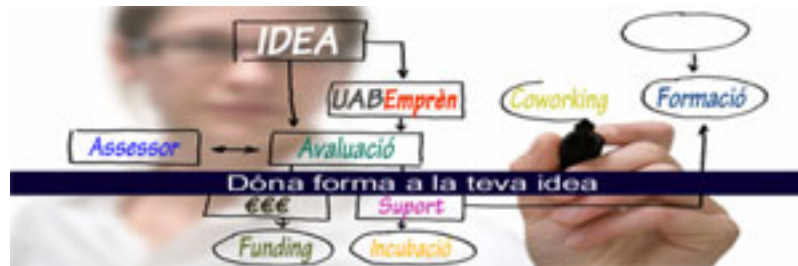 IDEA
UABEmprèn
Coworking
Formació
Assessor
Avaluació
Dóna forma a la teva idea
€€€
Suport
Funding
Incubació